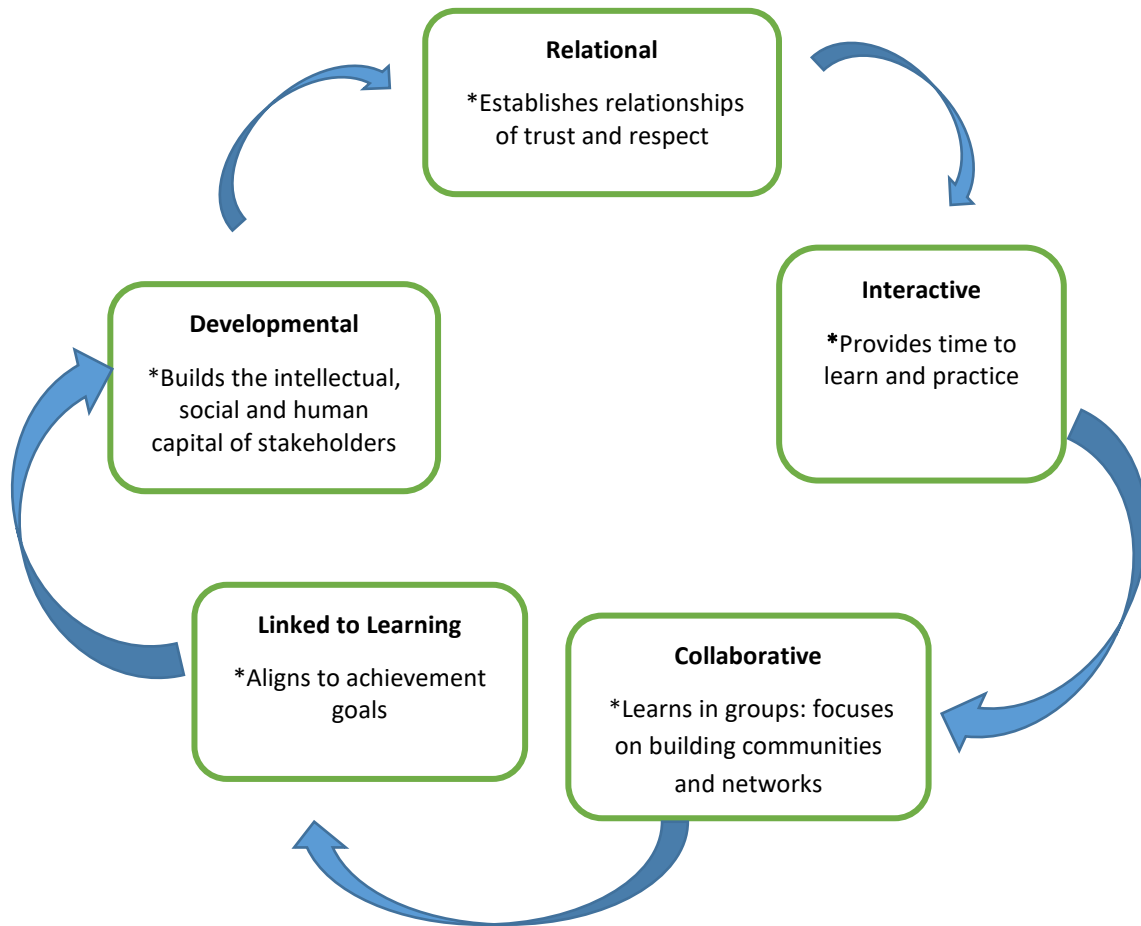 Relational
*Establishes relationships
of trust and respect
Interactive
*Provides time to
learn and practice
Collaborative
*Learns in groups: focuses
on building communities
and networks
Linked to Learning
*Aligns to achievement
goals
Developmental
*Builds the intellectual,
social and human
capital of stakeholders